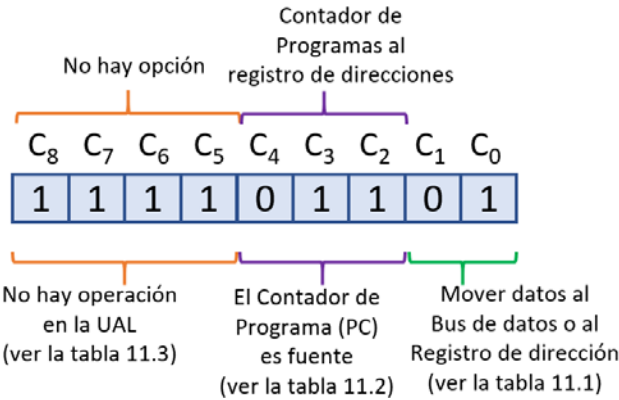 Contador de
Programas al
registro de direcciones
No hay opción
C8 C7 C6 C5 C4 C3 C2 C1 C0
1 1 1 1 0 1 1 0 1
No hay operación
en la UAL
(ver la tabla 11.3)
El Contador de
Programa (PC)
es fuente
(ver la tabla 11.2)
Mover datos al
Bus de datos o al
Registro de dirección
(ver la tabla 11.1)